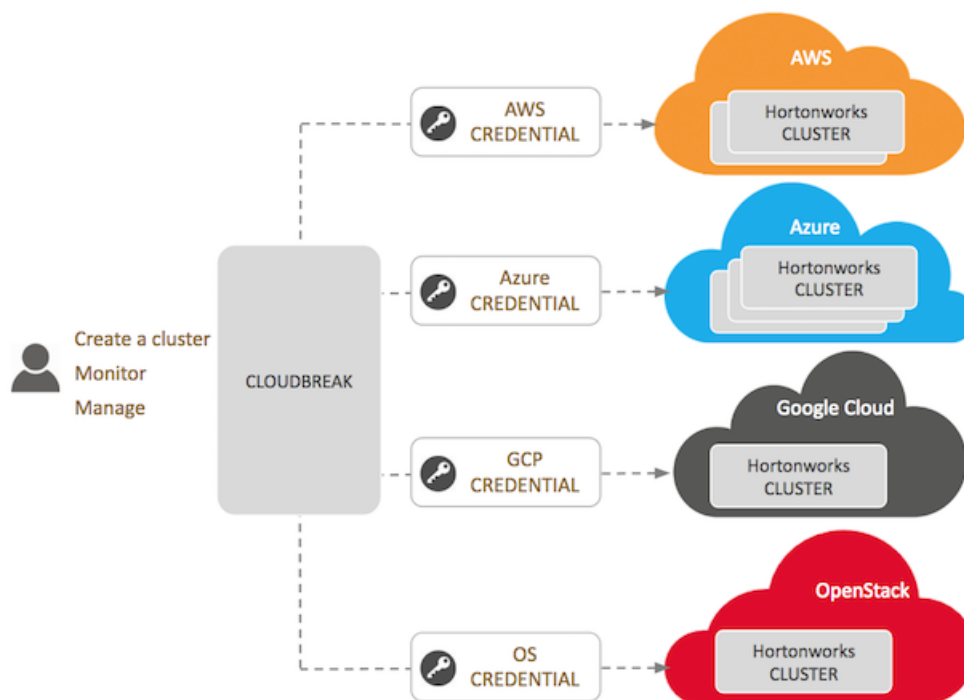 AWS
Hortonworks
CLUSTER
AWS
CREDENTIAL
Azure
Hortonworks
CLUSTER
Azure
CREDENTIAL
Create a cluster
Monitor
Manage
CLOUDBREAK
Google Cloud
Hortonworks
CLUSTER
GCP
CREDENTIAL
OpenStack
Hortonworks
CLUSTER
OS
CREDENTIAL